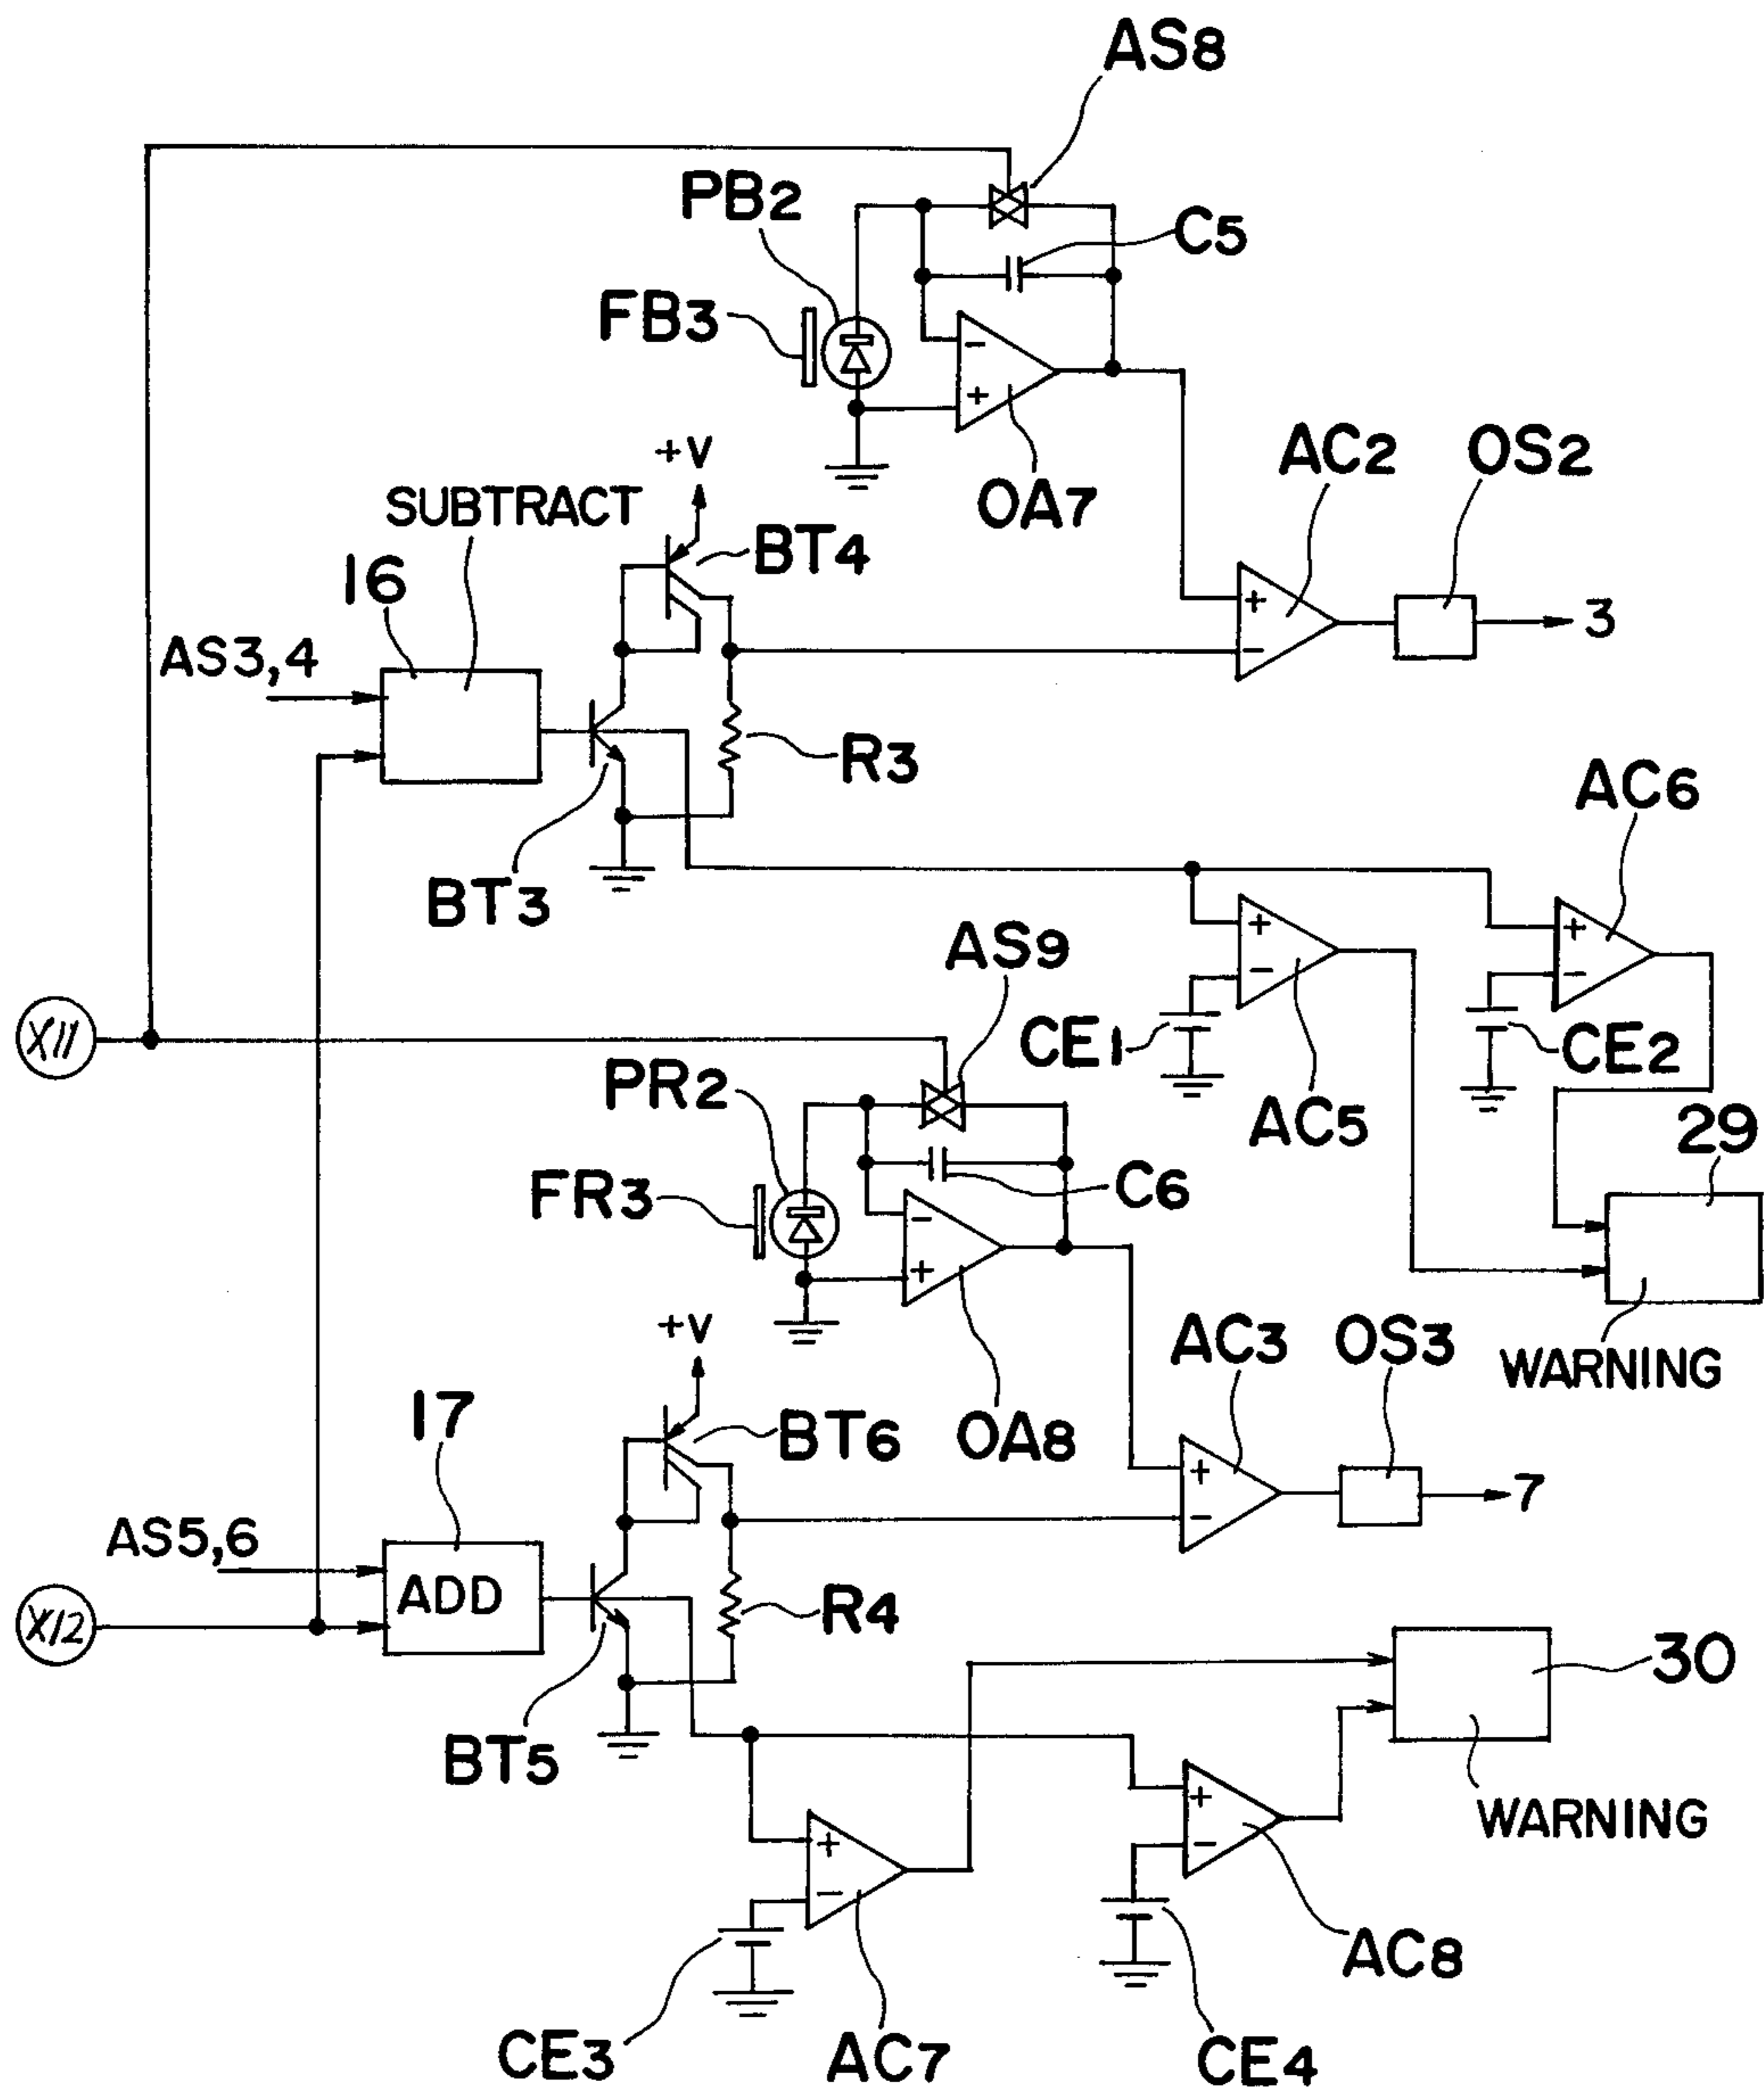 AS8
PB2
C5
FB3
-
+
+V
OA7
AC2
OS2
SUBTRACT
BT4
16
+
3
AS3,4
-
R3
AC6
BT3
+
+
AS9
-
-
X11
CE1
CE2
PR2
AC5
29
FR3
C6
-
+
+V
AC3
OS3
WARNING
17
BT6
OA8
+
7
-
AS5,6
ADD
R4
X12
30
BT5
+
WARNING
+
-
-
AC8
CE3
AC7
CE4